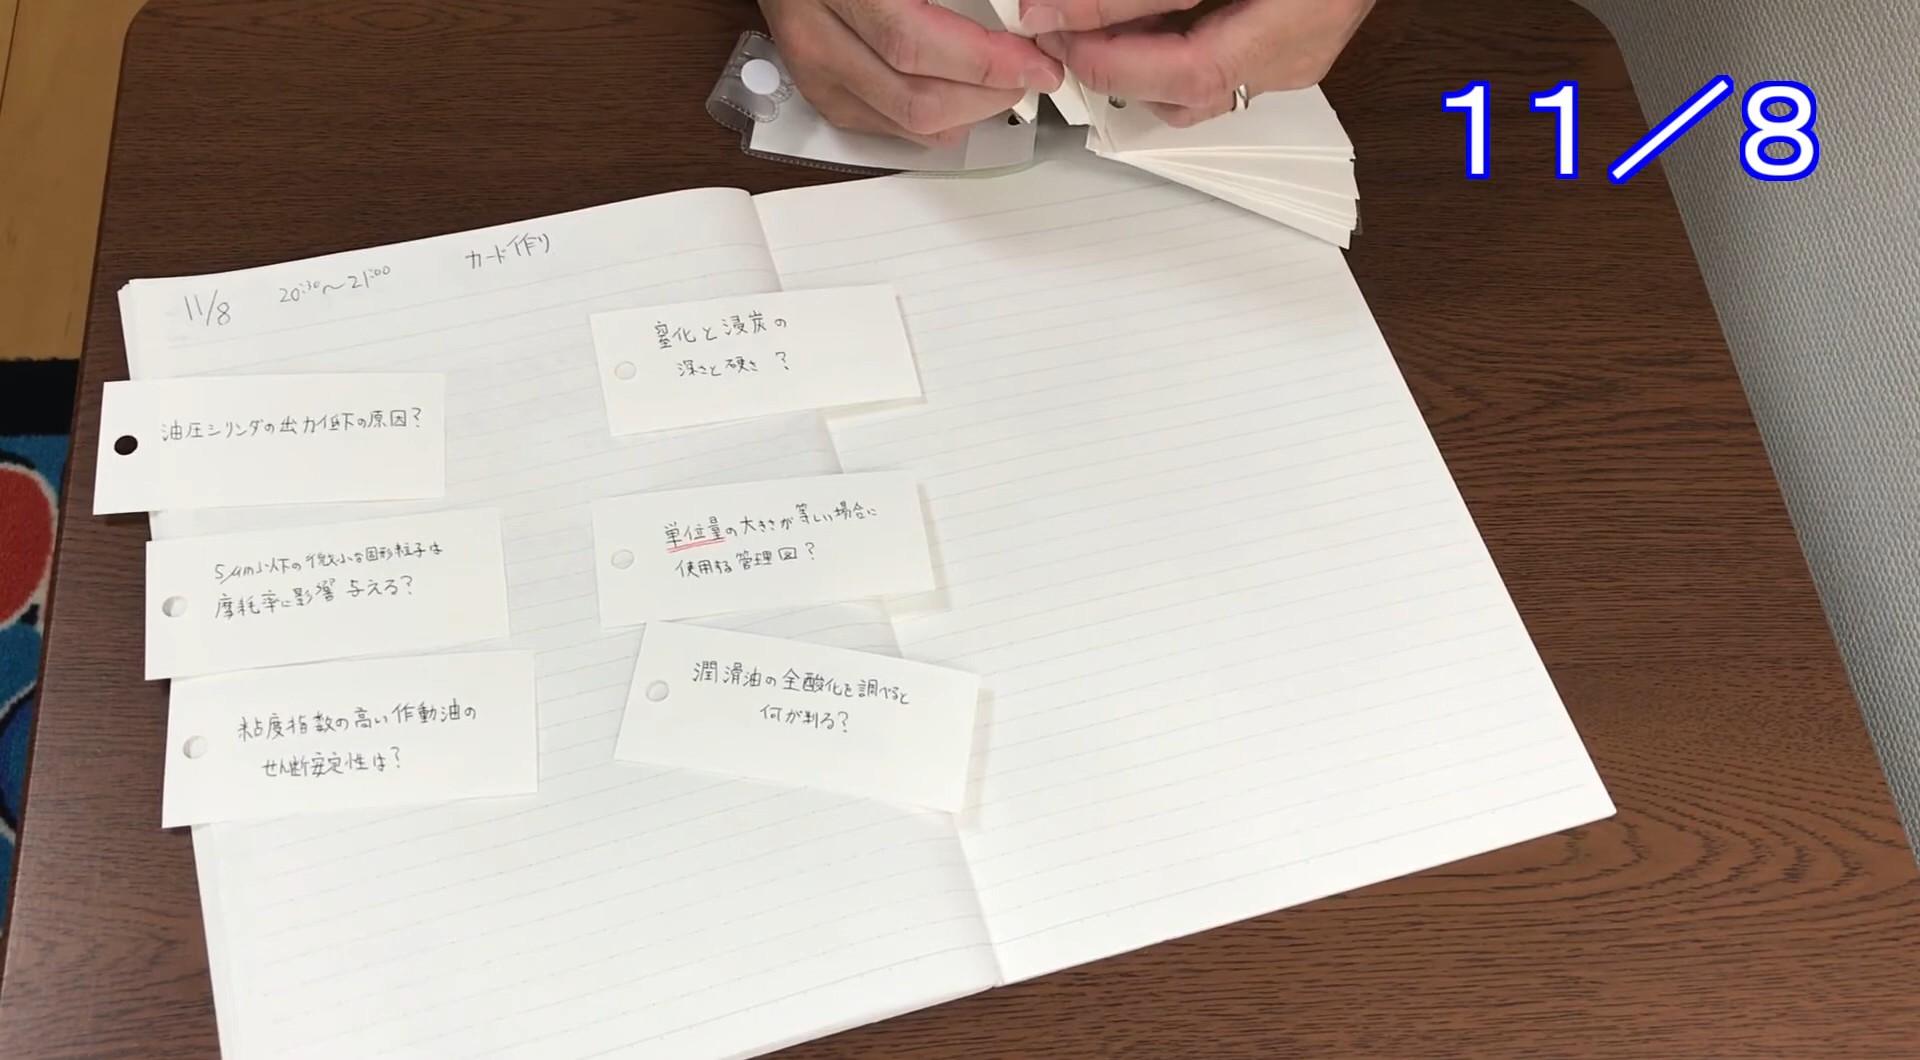 11／8
11/8 20:30～21:00 カード作り
油圧シリンダの出力低下の原因？
5μm以下の微小な固形粒子は
摩耗率に影響与える？
粘度指数の高い作動油の
せん断安定性は？
窒化と浸炭の
深さと硬さ？
単位量の大きさが等しい場合に
使用する管理図？
潤滑油の全酸化を調べると
何が判る？